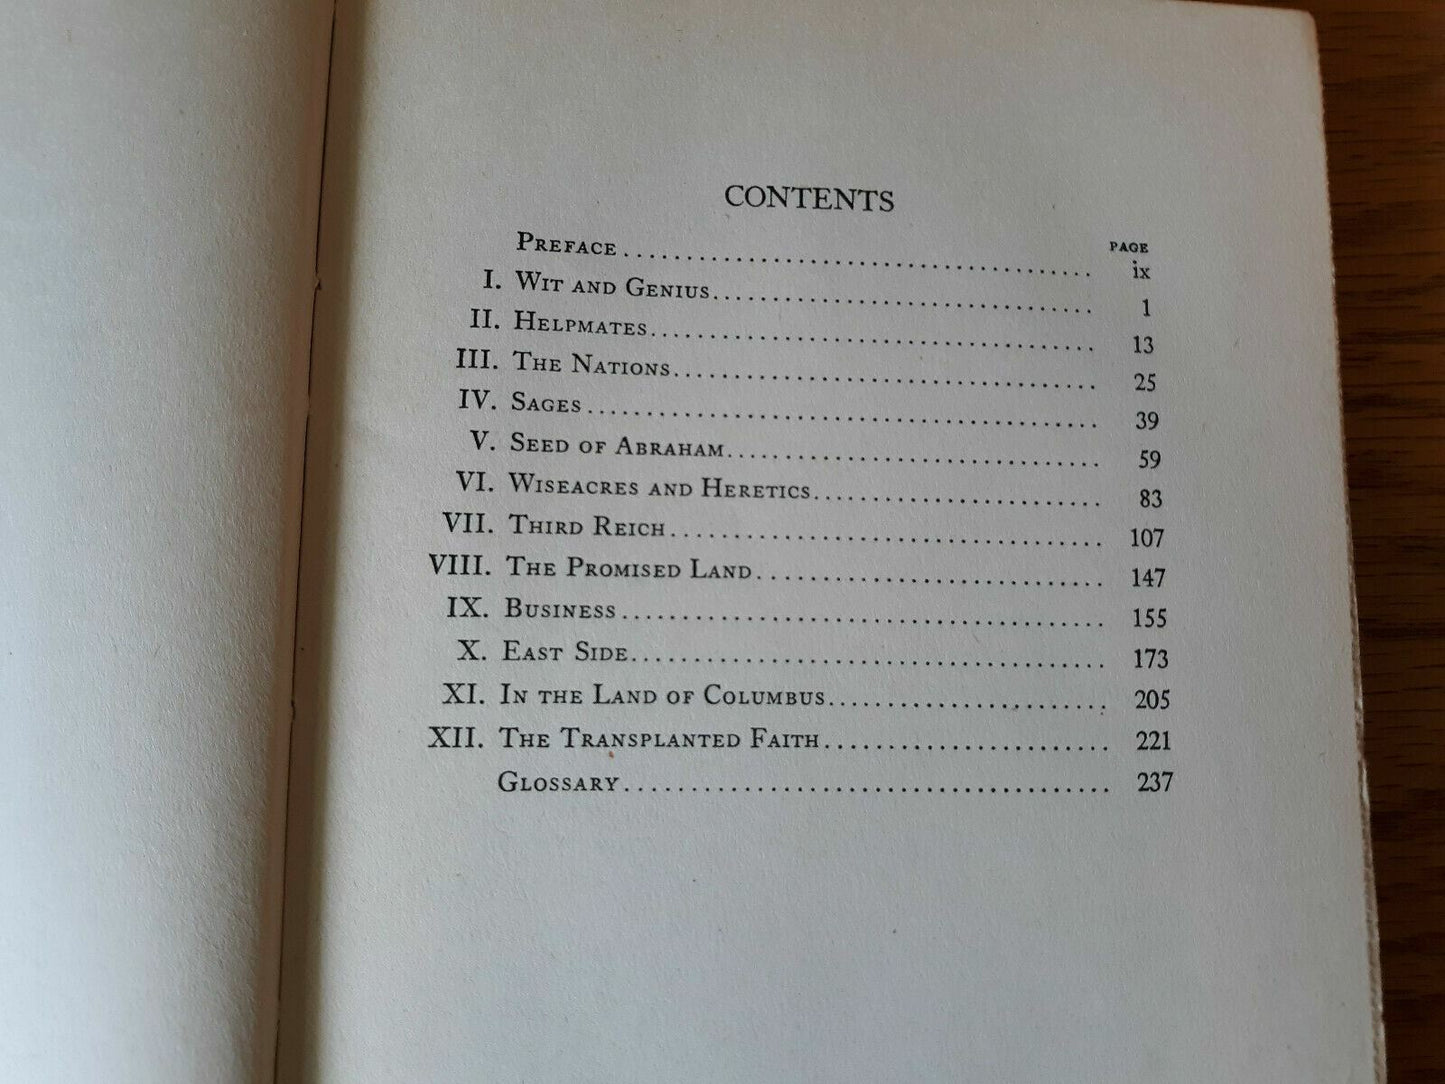 CONTENTS
PAGE
PREFACE ........................................ ix
I. WIT AND GENIUS ................................ 1
II. HELPMATES ..................................... 13
III. THE NATIONS ................................... 25
IV. SAGES ......................................... 39
V. SEED OF ABRAHAM ............................... 59
VI. WISEACRES AND HERETICS ........................ 83
VII. THIRD REICH ................................... 107
VIII. THE PROMISED LAND ............................. 147
IX. BUSINESS ...................................... 155
X. EAST SIDE ..................................... 173
XI. IN THE LAND OF COLUMBUS ....................... 205
XII. THE TRANSPLANTED FAITH ........................ 221
GLOSSARY ...................................... 237